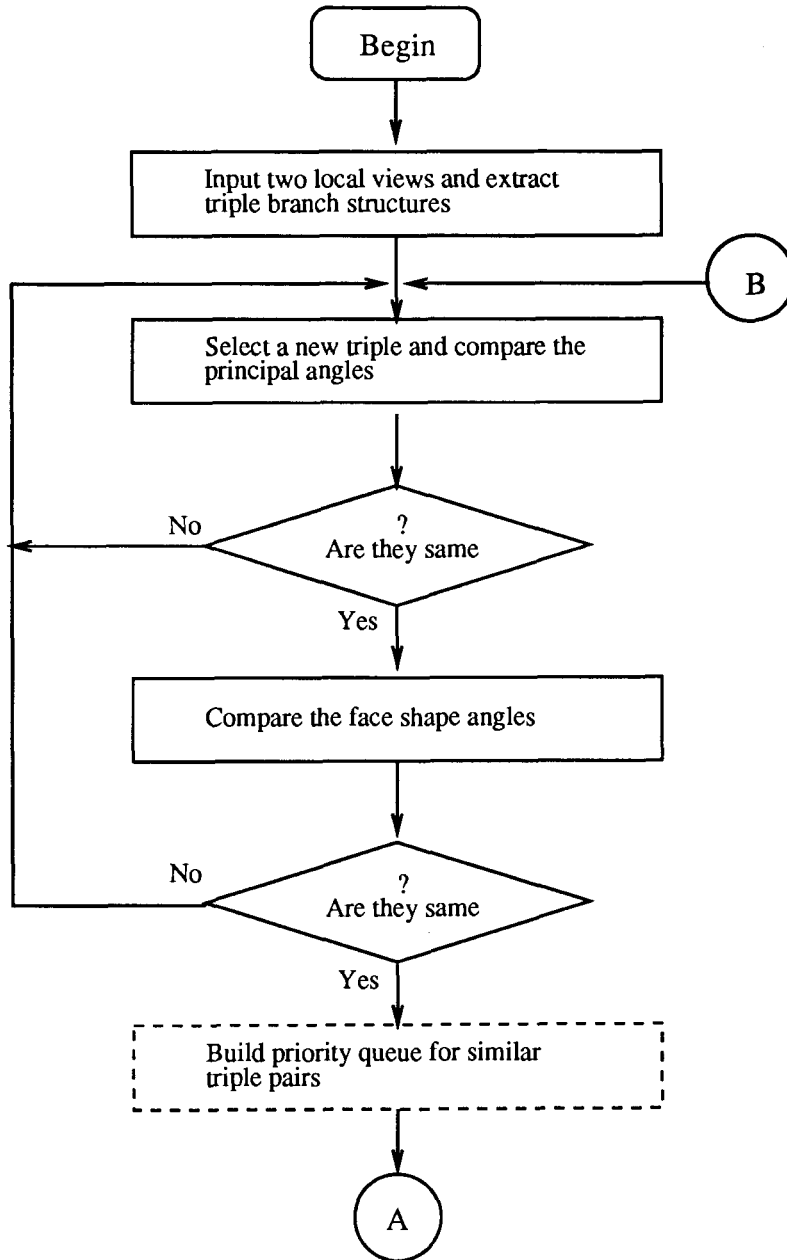 Begin
Input two local views and extract
triple branch structures
B
Select a new triple and compare the
principal angles
No
?
Are they same
Yes
Compare the face shape angles
No
?
Are they same
Yes
Build priority queue for similar
triple pairs
A